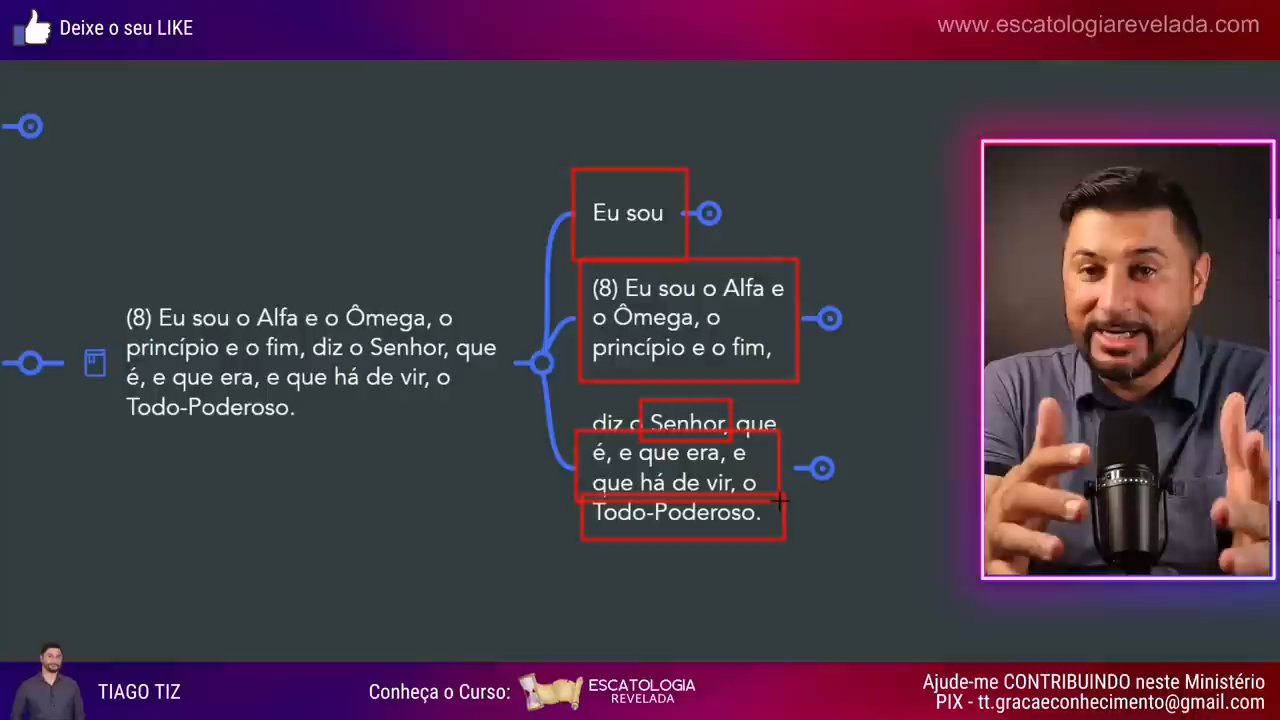 Deixe o seu LIKE
www.escatologiarevelada.com
(8) Eu sou o Alfa e o Ômega, o
princípio e o fim, diz o Senhor, que
é, e que era, e que há de vir, o
Todo-Poderoso.
Eu sou
(8) Eu sou o Alfa e
o Ômega, o
princípio e o fim,
diz o Senhor, que
é, e que era, e
que há de vir, o
Todo-Poderoso.
TIAGO TIZ
Conheça o Curso:
ESCATOLOGIA
REVELADA
Ajude-me CONTRIBUINDO neste Ministério
PIX - tt.gracaeconhecimento@gmail.com